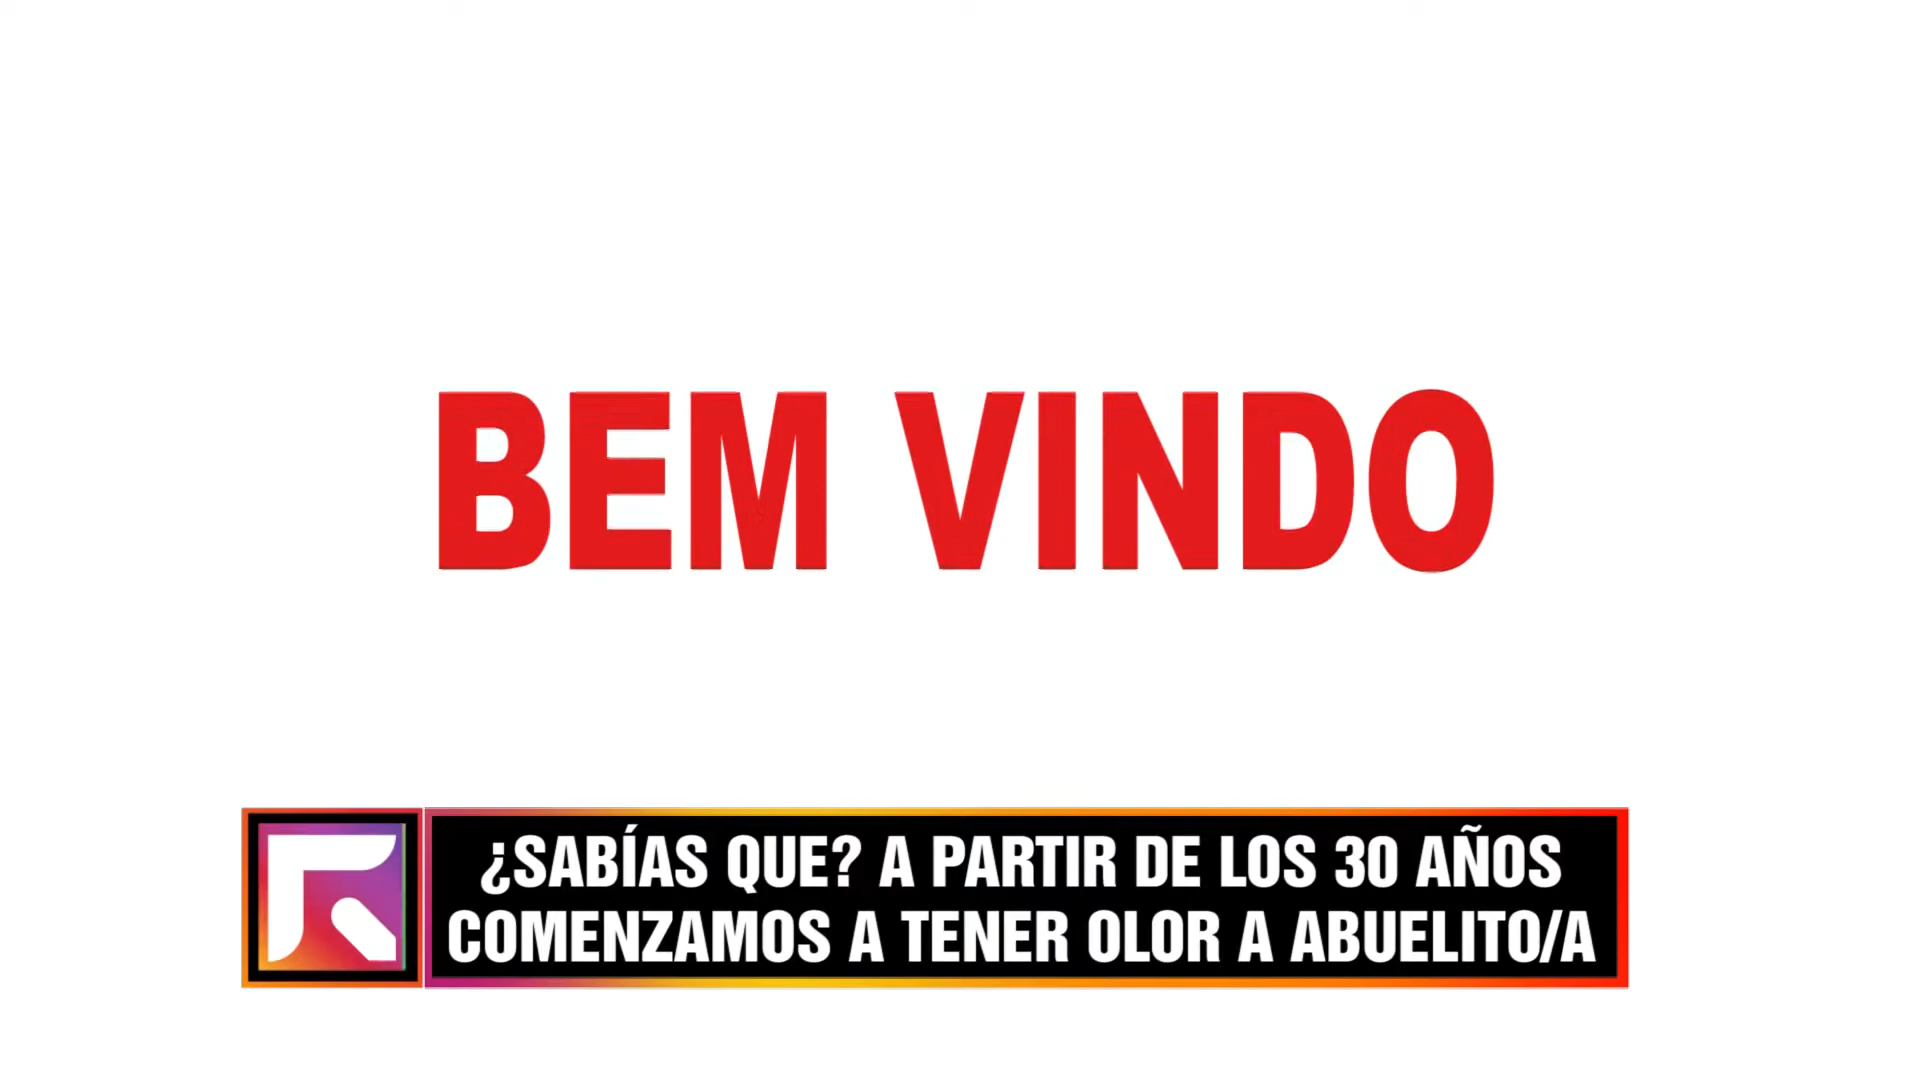 BEM VINDO
¿SABÍAS QUE? A PARTIR DE LOS 30 AÑOS
COMENZAMOS A TENER OLOR A ABUELITO/A